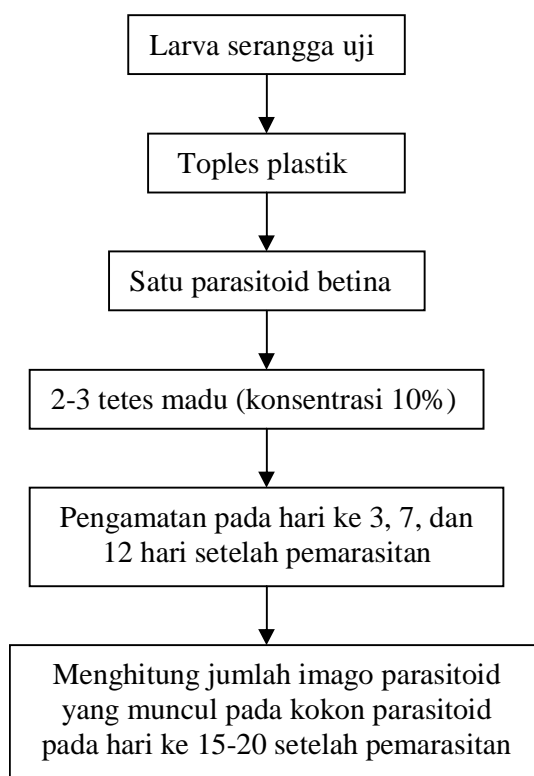 Larva serangga uji
Toples plastik
Satu parasitoid betina
2-3 tetes madu (konsentrasi 10%)
Pengamatan pada hari ke 3, 7, dan
12 hari setelah pemarasitan
Menghitung jumlah imago parasitoid
yang muncul pada kokon parasitoid
pada hari ke 15-20 setelah pemarasitan